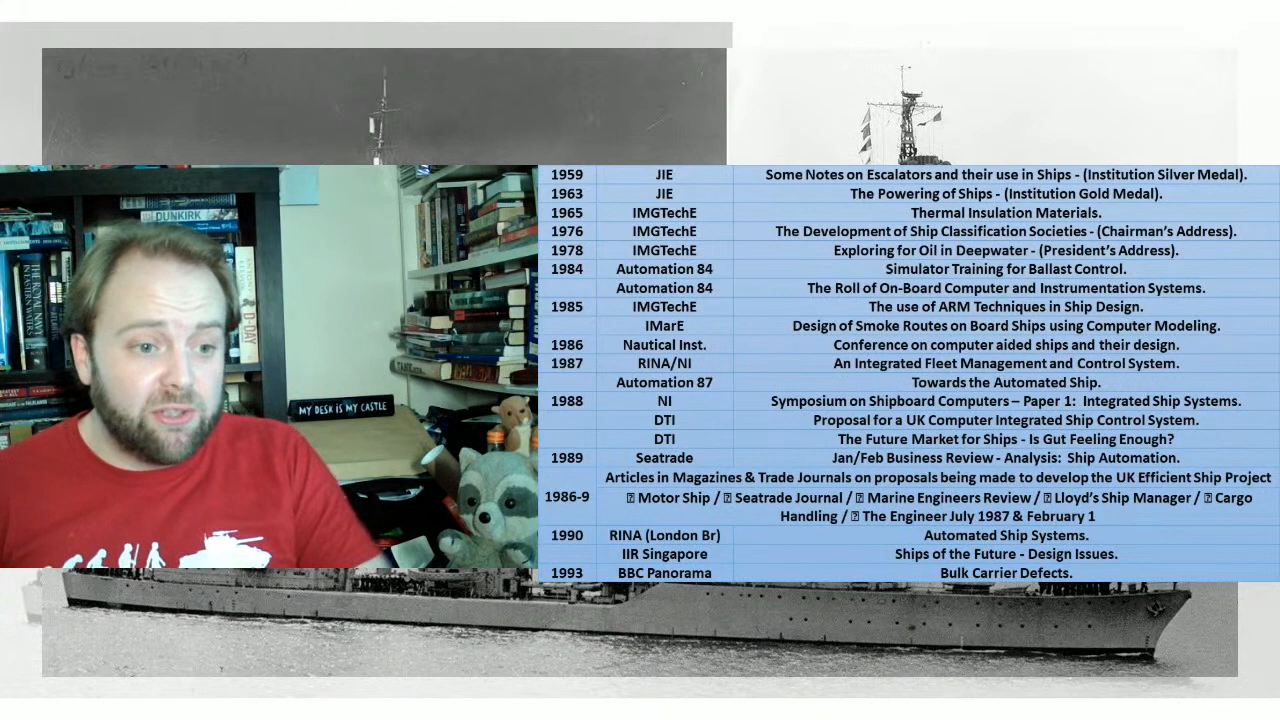 DUNKIRK
THE ROYAL NAVY
IN EASTERN WATERS
D-DAY
MY DESK IS MY CASTLE
1959 JIE Some Notes on Escalators and their use in Ships - (Institution Silver Medal).
1963 JIE The Powering of Ships - (Institution Gold Medal).
1965 IMGTechE Thermal Insulation Materials.
1976 IMGTechE The Development of Ship Classification Societies - (Chairman's Address).
1978 IMGTechE Exploring for Oil in Deepwater - (President's Address).
1984 Automation 84 Simulator Training for Ballast Control.
Automation 84 The Roll of On-Board Computer and Instrumentation Systems.
1985 IMGTechE The use of ARM Techniques in Ship Design.
IMarE Design of Smoke Routes on Board Ships using Computer Modeling.
1986 Nautical Inst. Conference on computer aided ships and their design.
1987 RINA/NI An Integrated Fleet Management and Control System.
Automation 87 Towards the Automated Ship.
1988 NI Symposium on Shipboard Computers – Paper 1: Integrated Ship Systems.
DTI Proposal for a UK Computer Integrated Ship Control System.
DTI The Future Market for Ships - Is Gut Feeling Enough?
1989 Seatrade Jan/Feb Business Review - Analysis: Ship Automation.
Articles in Magazines & Trade Journals on proposals being made to develop the UK Efficient Ship Project
1986-9 Motor Ship / Seatrade Journal / Marine Engineers Review / Lloyd's Ship Manager / Cargo
Handling / The Engineer July 1987 & February 1
1990 RINA (London Br) Automated Ship Systems.
IIR Singapore Ships of the Future - Design Issues.
1993 BBC Panorama Bulk Carrier Defects.